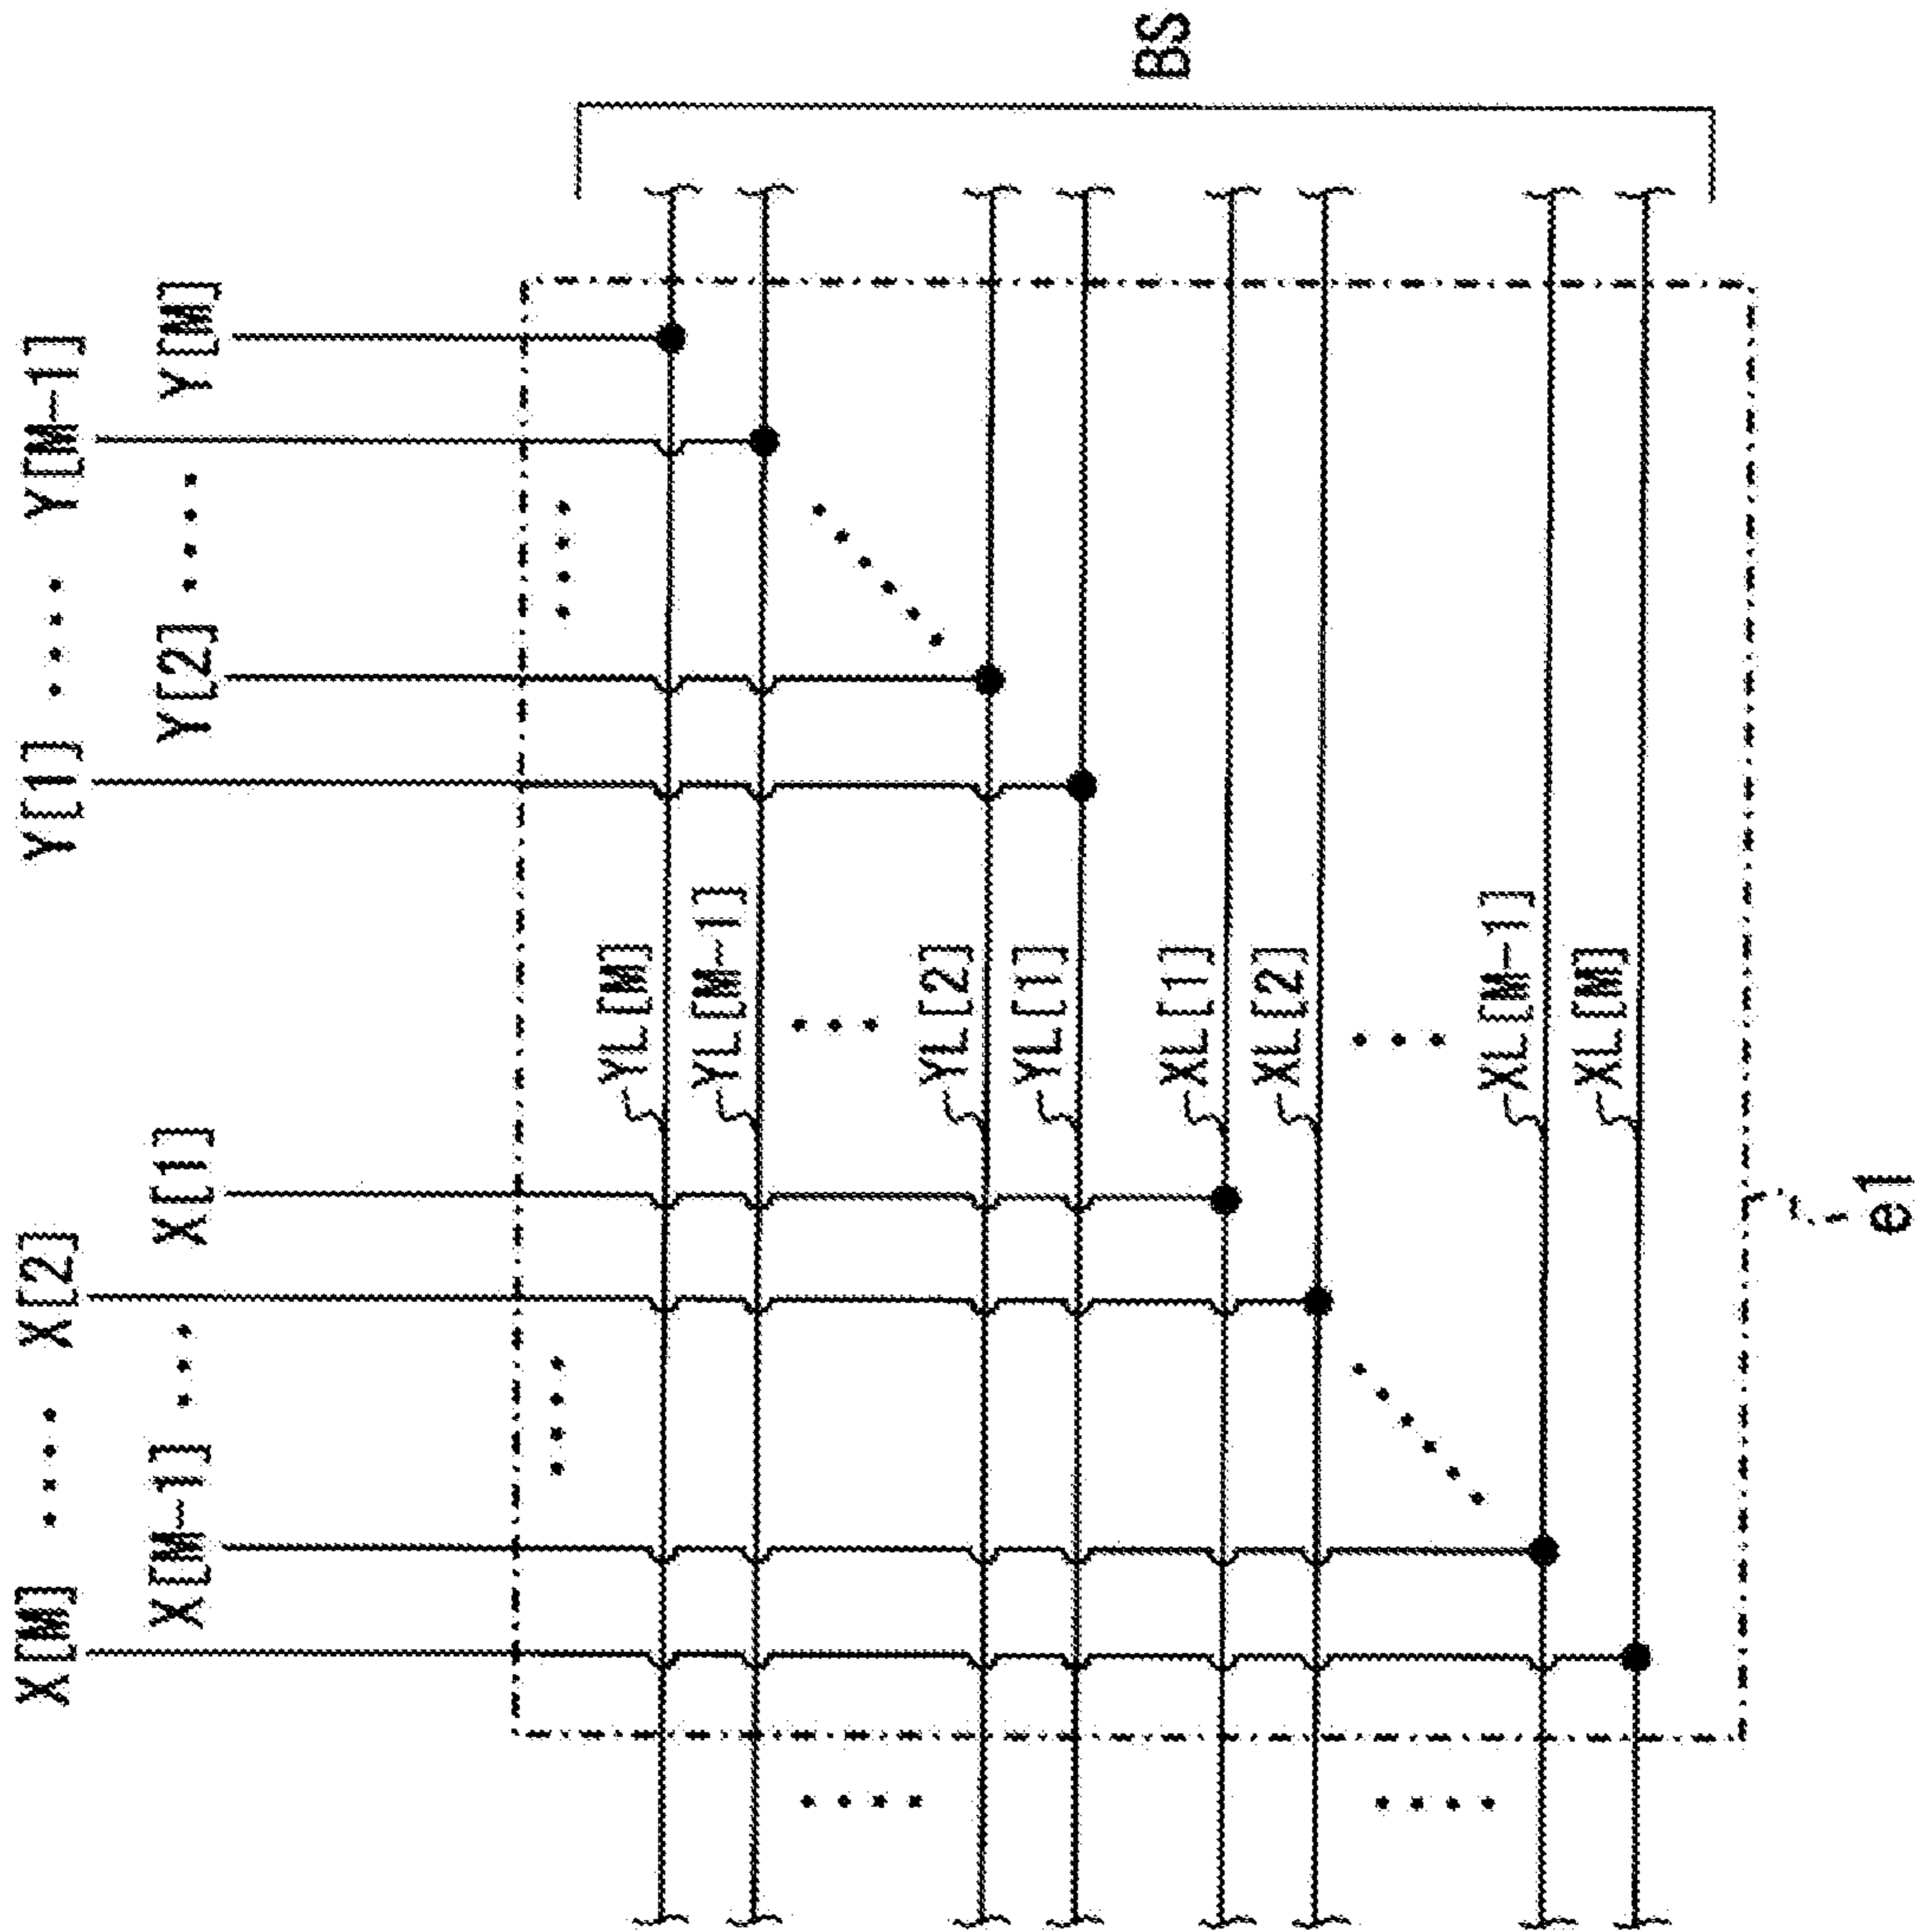 X[M] ････ X[2]
X[M-1] ･･･ X[1]
Y[1] ････ Y[M-1]
Y[2] ････ Y[M]
YL[M]
YL[M-1]
YL[2]
YL[1]
XL[1]
XL[2]
XL[M-1]
XL[M]
BS
e1